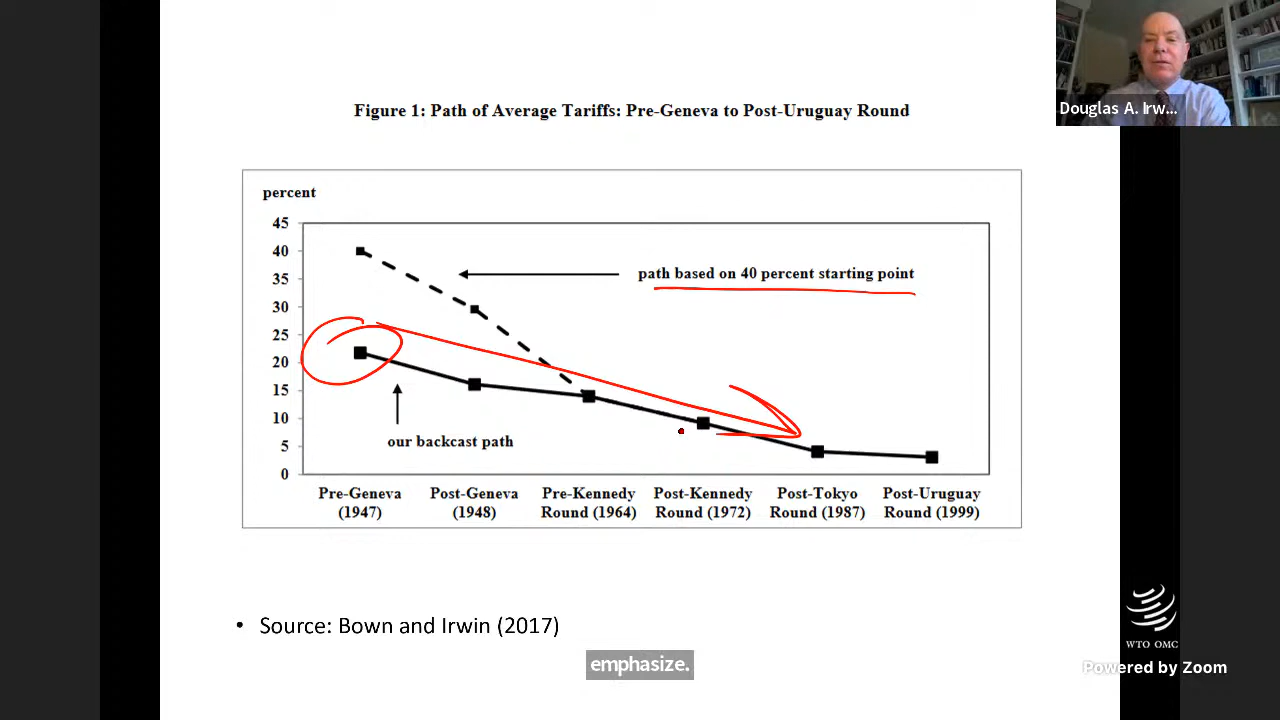 Douglas A. Irw...
Figure 1: Path of Average Tariffs: Pre-Geneva to Post-Uruguay Round
percent
45
40
35
30
25
20
15
10
5
0
path based on 40 percent starting point
our backcast path
Pre-Geneva
(1947)
Post-Geneva
(1948)
Pre-Kennedy
Round (1964)
Post-Kennedy
Round (1972)
Post-Tokyo
Round (1987)
Post-Uruguay
Round (1999)
• Source: Bown and Irwin (2017)
emphasize.
WTO OMC
Powered by Zoom